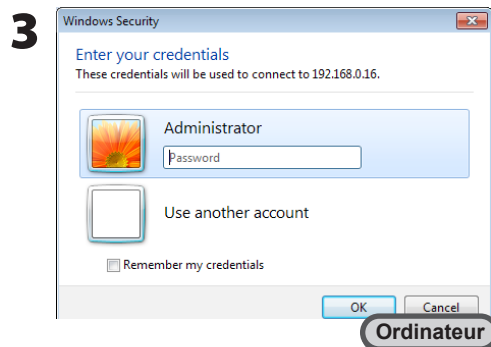 3
Windows Security
Enter your credentials
These credentials will be used to connect to 192.168.0.16.
Administrator
Password
Use another account
Remember my credentials
OK Cancel
Ordinateur